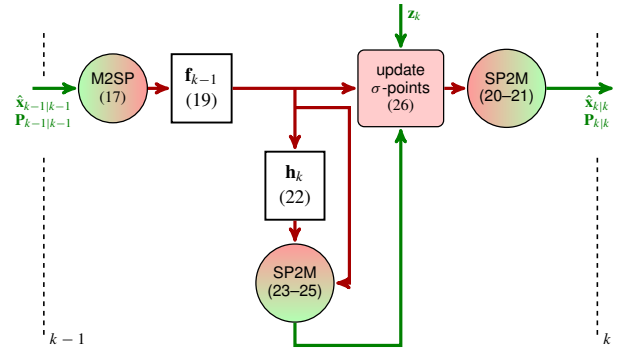 z_k
M2SP
(17)
f_{k−1}
(19)
update
σ-points
(26)
SP2M
(20–21)
x̂_{k−1|k−1}
P_{k−1|k−1}
x̂_{k|k}
P_{k|k}
h_k
(22)
SP2M
(23–25)
k − 1
k